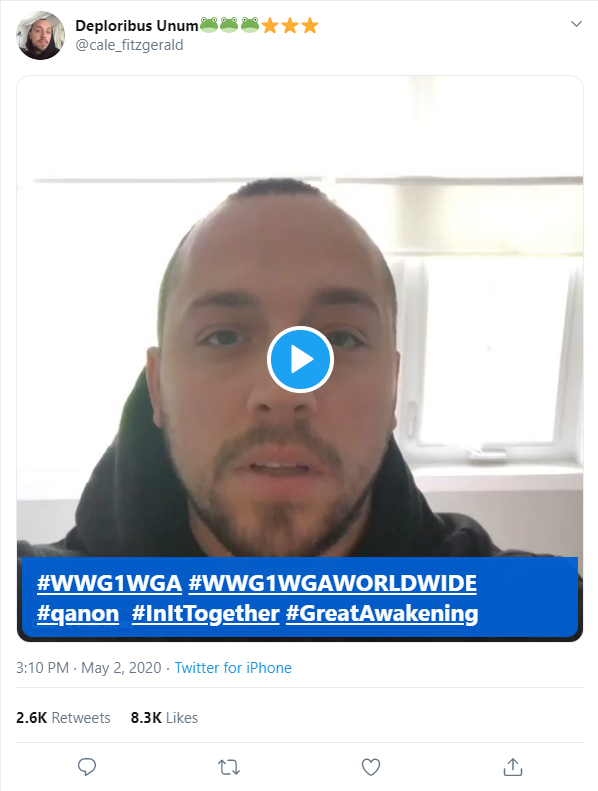 Deploribus Unum🐸🐸🐸⭐⭐⭐
@cale_fitzgerald
#WWG1WGA #WWG1WGAWORLDWIDE
#qanon #InItTogether #GreatAwakening
3:10 PM · May 2, 2020 · Twitter for iPhone
2.6K Retweets 8.3K Likes